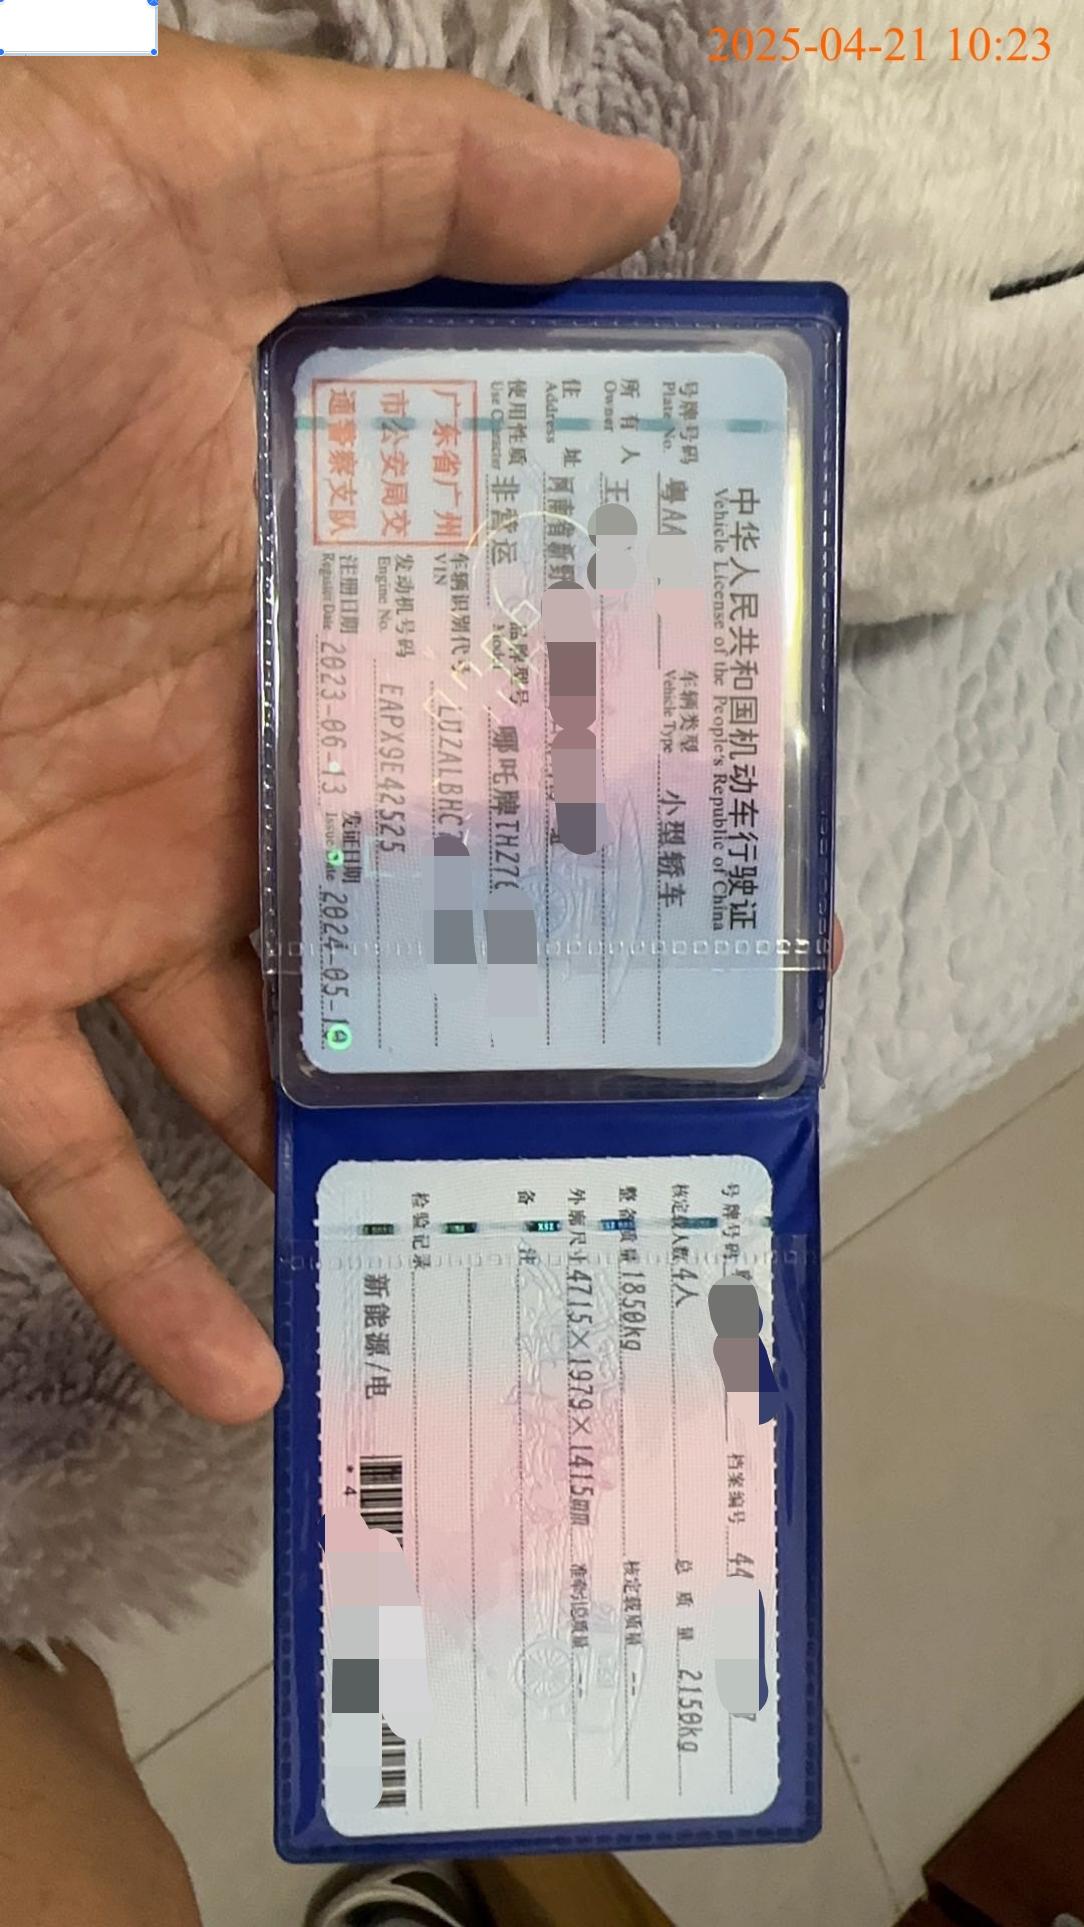 2025-04-21 10:23
中华人民共和国机动车行驶证
Vehicle License of the People's Republic of China
号牌号码 粤AA 车辆类型 小型轿车
Plate No. Vehicle Type
所有人 王
Owner
住址 河南省新野
Address
使用性质 非营运 品牌型号 哪吒牌THZ7
Use Character Model
车辆识别代号 LUZALBHC
VIN
发动机号码 EAPX9E42525
Engine No.
注册日期 2023-06-13 发证日期 2024-05-1
Register Date Issue Date
广东省广州
市公安局交
通警察支队
号牌号码 档案编号 44 7
核定载人数 4人 总质量 2150kg
整备质量 1850kg 核定载质量 --
外廓尺寸 4715×1979×1415mm 准牵引总质量 --
备注
检验记录
新能源/电
*4